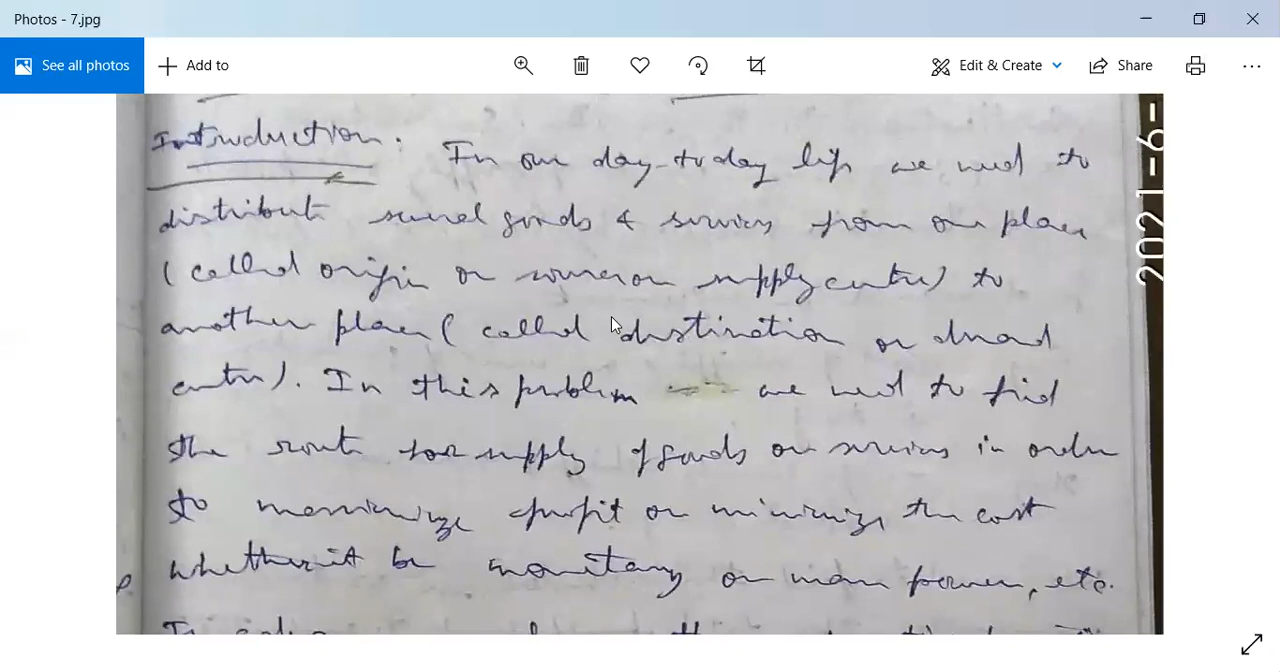 Photos - 7.jpg
See all photos
Add to
Edit & Create
Share
Introduction. In our day-to day life we need to
distribute several goods & services from one place
(called origin or source or supply centre) to
another place (called destination or demand
centre). In this problem we need to find
the route for supply of goods or services in order
to maximize profit or minimize the cost
whether it be monetary or man power, etc.
2021-6-